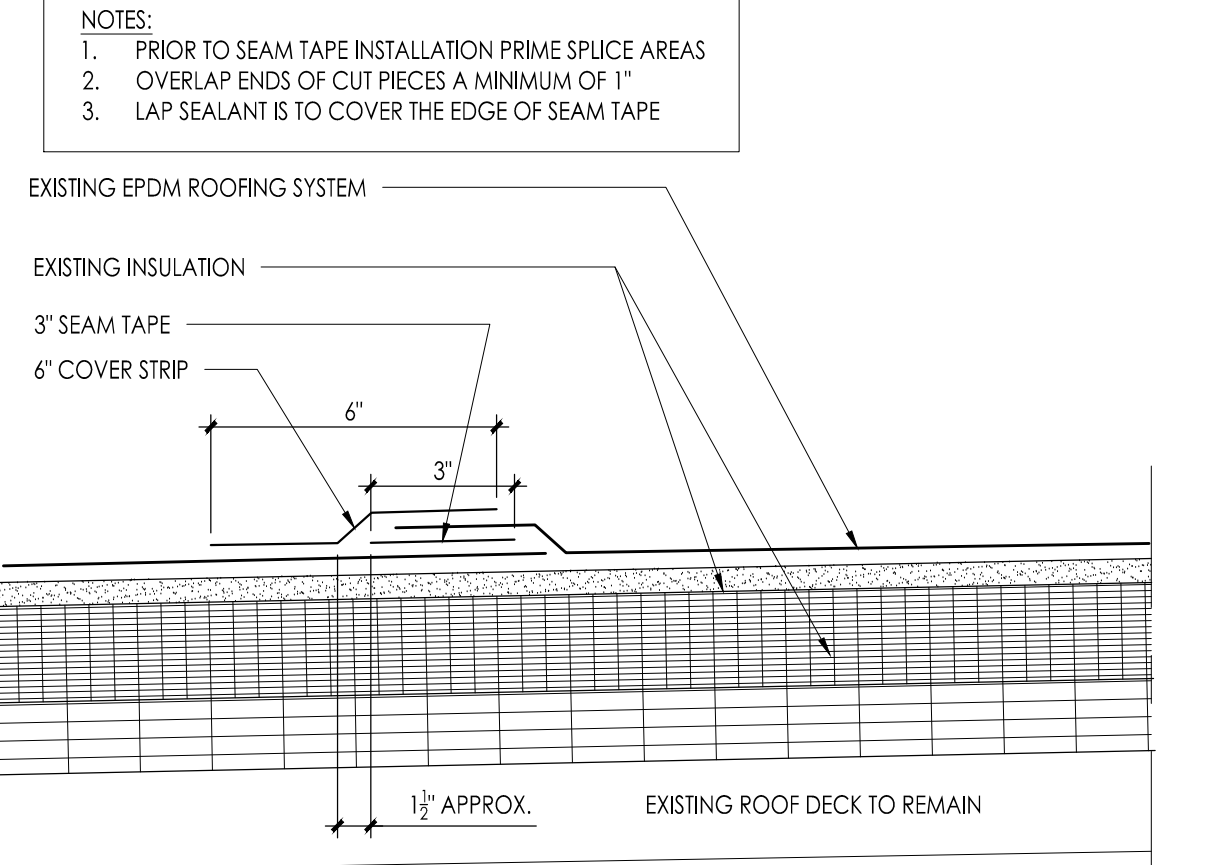 NOTES:
1. PRIOR TO SEAM TAPE INSTALLATION PRIME SPLICE AREAS
2. OVERLAP ENDS OF CUT PIECES A MINIMUM OF 1"
3. LAP SEALANT IS TO COVER THE EDGE OF SEAM TAPE
EXISTING EPDM ROOFING SYSTEM
EXISTING INSULATION
3" SEAM TAPE
6" COVER STRIP
6"
3"
1½" APPROX.
EXISTING ROOF DECK TO REMAIN